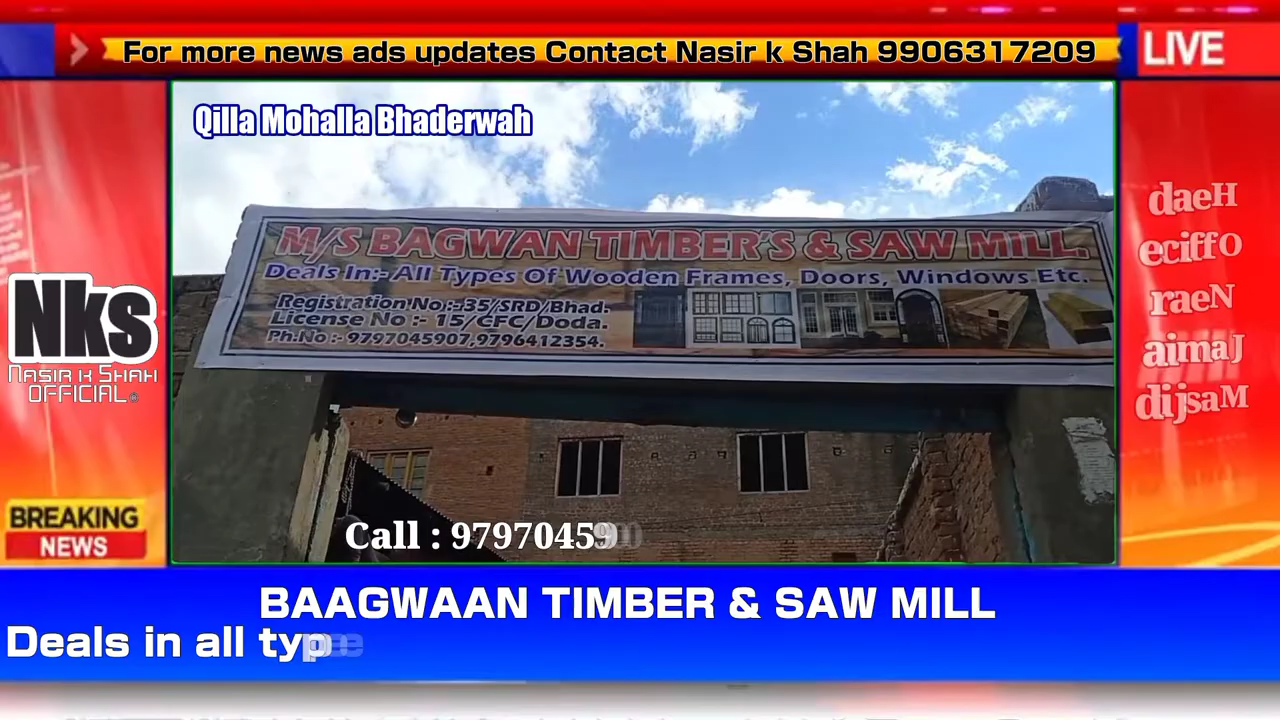 For more news ads updates Contact Nasir k Shah 9906317209
LIVE
Qilla Mohalla Bhaderwah
M/S BAGWAN TIMBER'S & SAW MILL.
Deals In:- All Types Of Wooden Frames, Doors, Windows Etc.
Registration No :-35/SRD/Bhad.
License No :- 15/CFC/Doda.
Ph.No :- 9797045907,9796412354.
Nks
NASIR K SHAH
OFFICIAL®
daeH
eciffO
raeN
aimaJ
dijsaM
BREAKING
NEWS
Call : 979704590
BAAGWAAN TIMBER & SAW MILL
Deals in all type